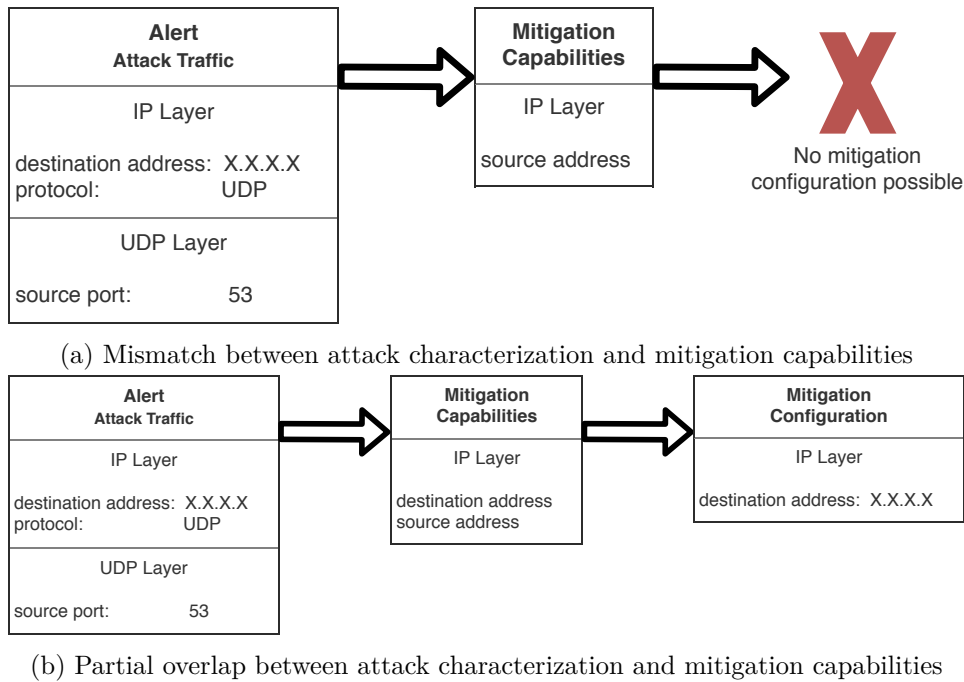 Alert
Attack Traffic
IP Layer
destination address: X.X.X.X
protocol: UDP
UDP Layer
source port: 53
Mitigation
Capabilities
IP Layer
source address
No mitigation
configuration possible
(a) Mismatch between attack characterization and mitigation capabilities
Alert
Attack Traffic
IP Layer
destination address: X.X.X.X
protocol: UDP
UDP Layer
source port: 53
Mitigation
Capabilities
IP Layer
destination address
source address
Mitigation
Configuration
IP Layer
destination address: X.X.X.X
(b) Partial overlap between attack characterization and mitigation capabilities